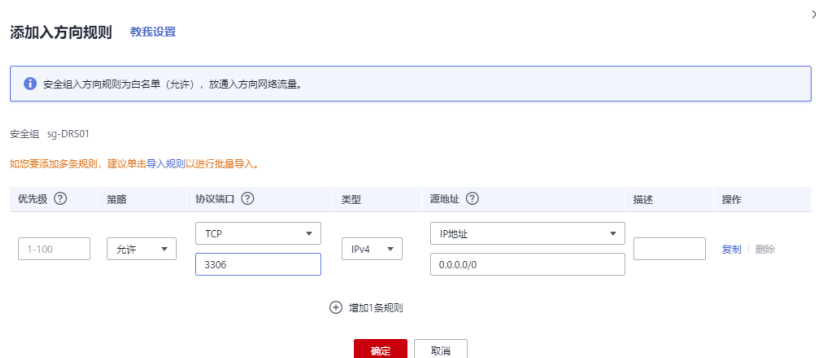 添加入方向规则 教我设置
安全组入方向规则为白名单（允许），放通入方向网络流量。
安全组 sg-DRS01
如您要添加多条规则，建议单击导入规则以进行批量导入。
优先级 策略 协议端口 类型 源地址 描述 操作
1-100 允许 TCP IPv4 IP地址 复制 删除
3306 0.0.0.0/0
增加1条规则
确定 取消